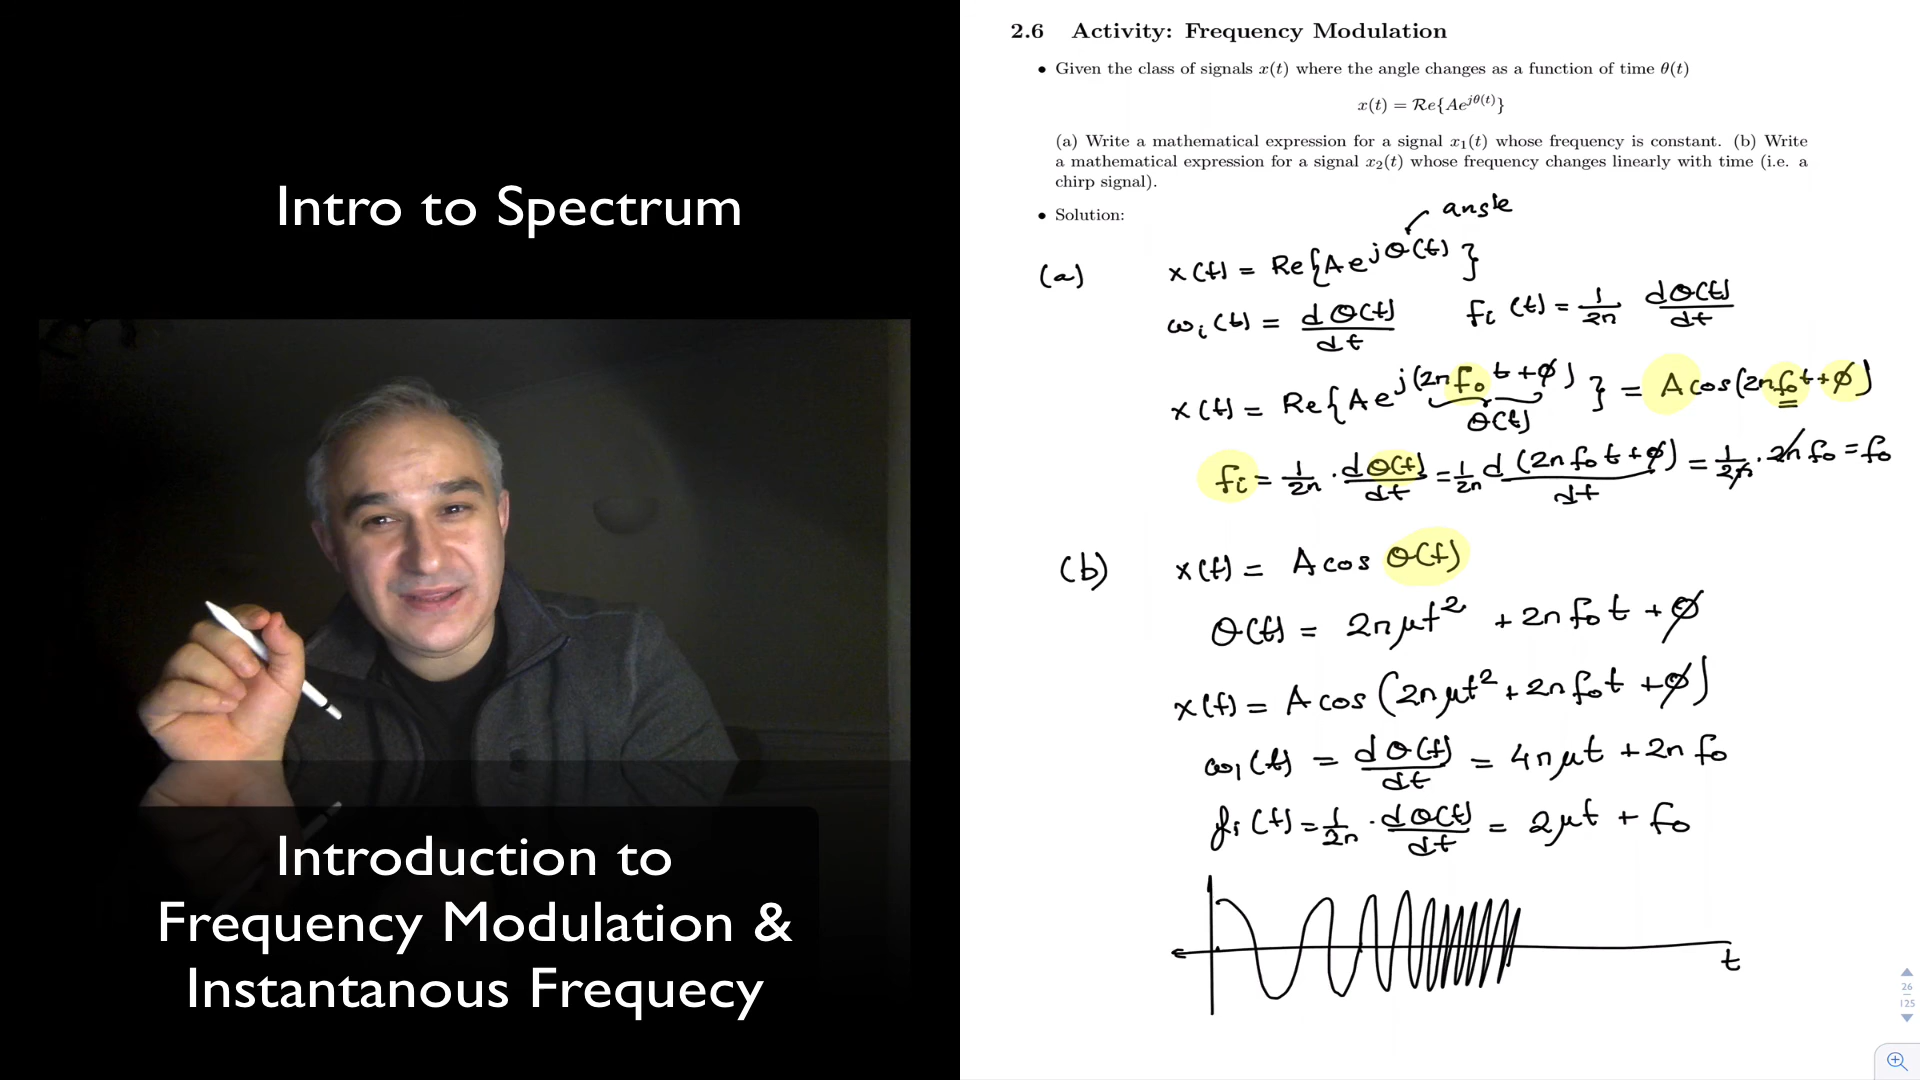 Intro to Spectrum
Introduction to
Frequency Modulation &
Instantanous Frequecy
2.6 Activity: Frequency Modulation
• Given the class of signals x(t) where the angle changes as a function of time θ(t)
x(t) = Re{Ae^{jθ(t)}}
(a) Write a mathematical expression for a signal x₁(t) whose frequency is constant. (b) Write
a mathematical expression for a signal x₂(t) whose frequency changes linearly with time (i.e. a
chirp signal).
• Solution:
angle
(a) x(t) = Re{Ae^{jθ(t)}}
ωᵢ(t) = dθ(t)/dt fᵢ(t) = 1/2π dθ(t)/dt
x(t) = Re{Ae^{j(2πf₀t+φ)}} = A cos(2πf₀t+φ)
θ(t)
fᵢ = 1/2π · dθ(t)/dt = 1/2π d(2πf₀t+φ)/dt = 1/2π · 2πf₀ = f₀
(b) x(t) = A cos θ(t)
θ(t) = 2πμt² + 2πf₀t + φ
x(t) = A cos(2πμt² + 2πf₀t + φ)
ωᵢ(t) = dθ(t)/dt = 4πμt + 2πf₀
fᵢ(t) = 1/2π · dθ(t)/dt = 2μt + f₀
t
26
125